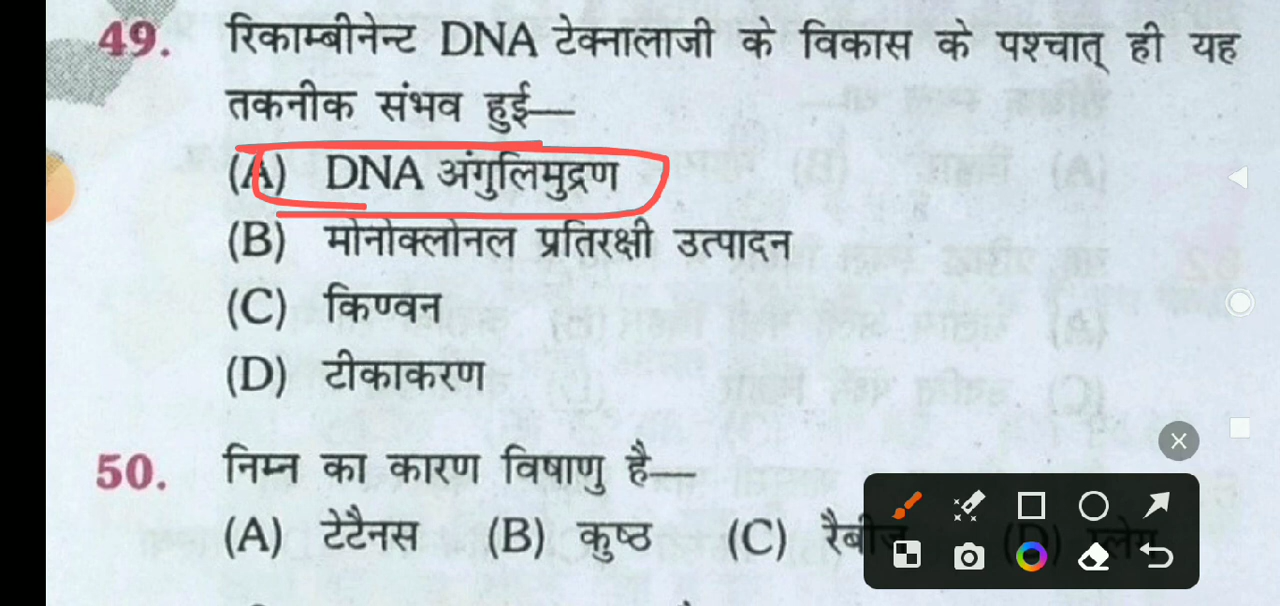 49. रिकाम्बीनेन्ट DNA टेक्नालाजी के विकास के पश्चात् ही यह
तकनीक संभव हुई—
(A) DNA अंगुलिमुद्रण
(B) मोनोक्लोनल प्रतिरक्षी उत्पादन
(C) किण्वन
(D) टीकाकरण
50. निम्न का कारण विषाणु है—
(A) टेटैनस (B) कुष्ठ (C) रैबीज (D) प्लेग